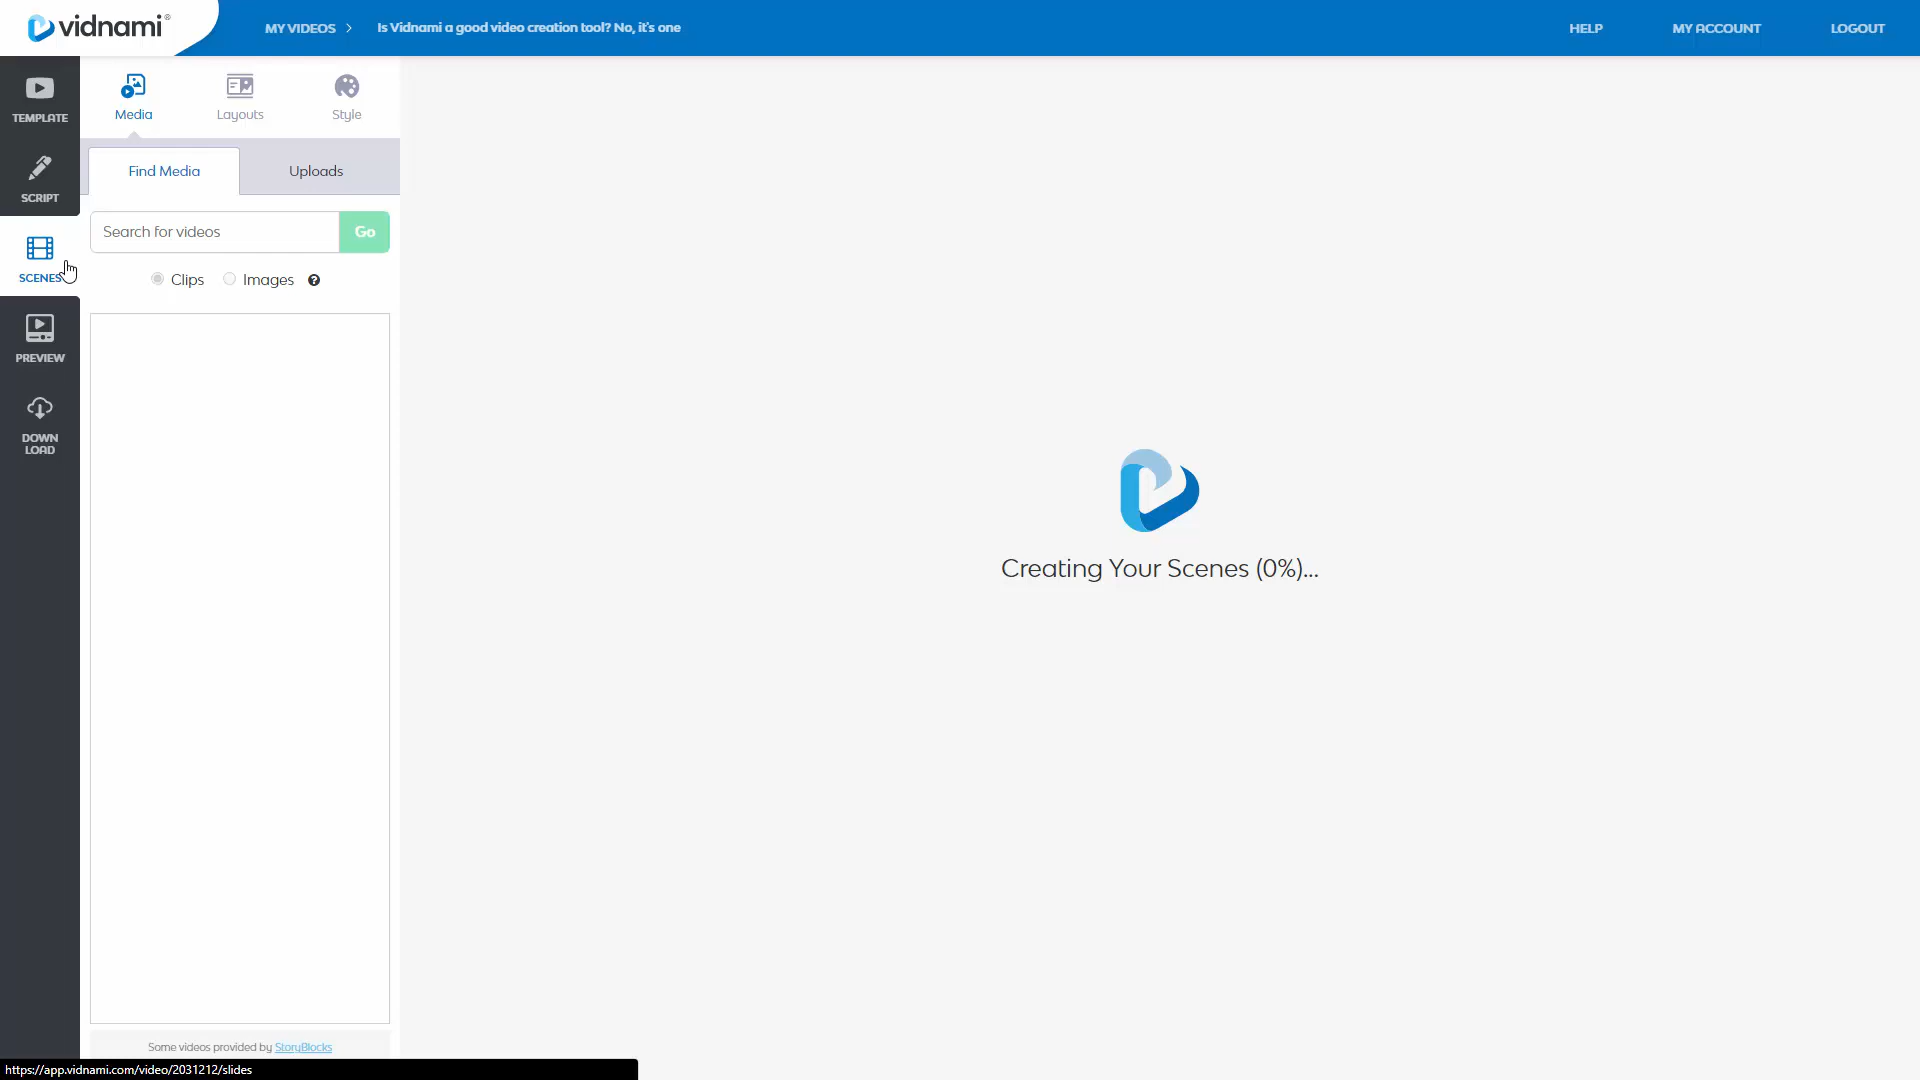 vidnami®
MY VIDEOS >
Is Vidnami a good video creation tool? No, it's one
HELP
MY ACCOUNT
LOGOUT
TEMPLATE
SCRIPT
SCENES
PREVIEW
DOWN
LOAD
Media
Layouts
Style
Find Media
Uploads
Search for videos
Go
Clips
Images
?
Creating Your Scenes (0%)...
Some videos provided by StoryBlocks
https://app.vidnami.com/video/2031212/slides